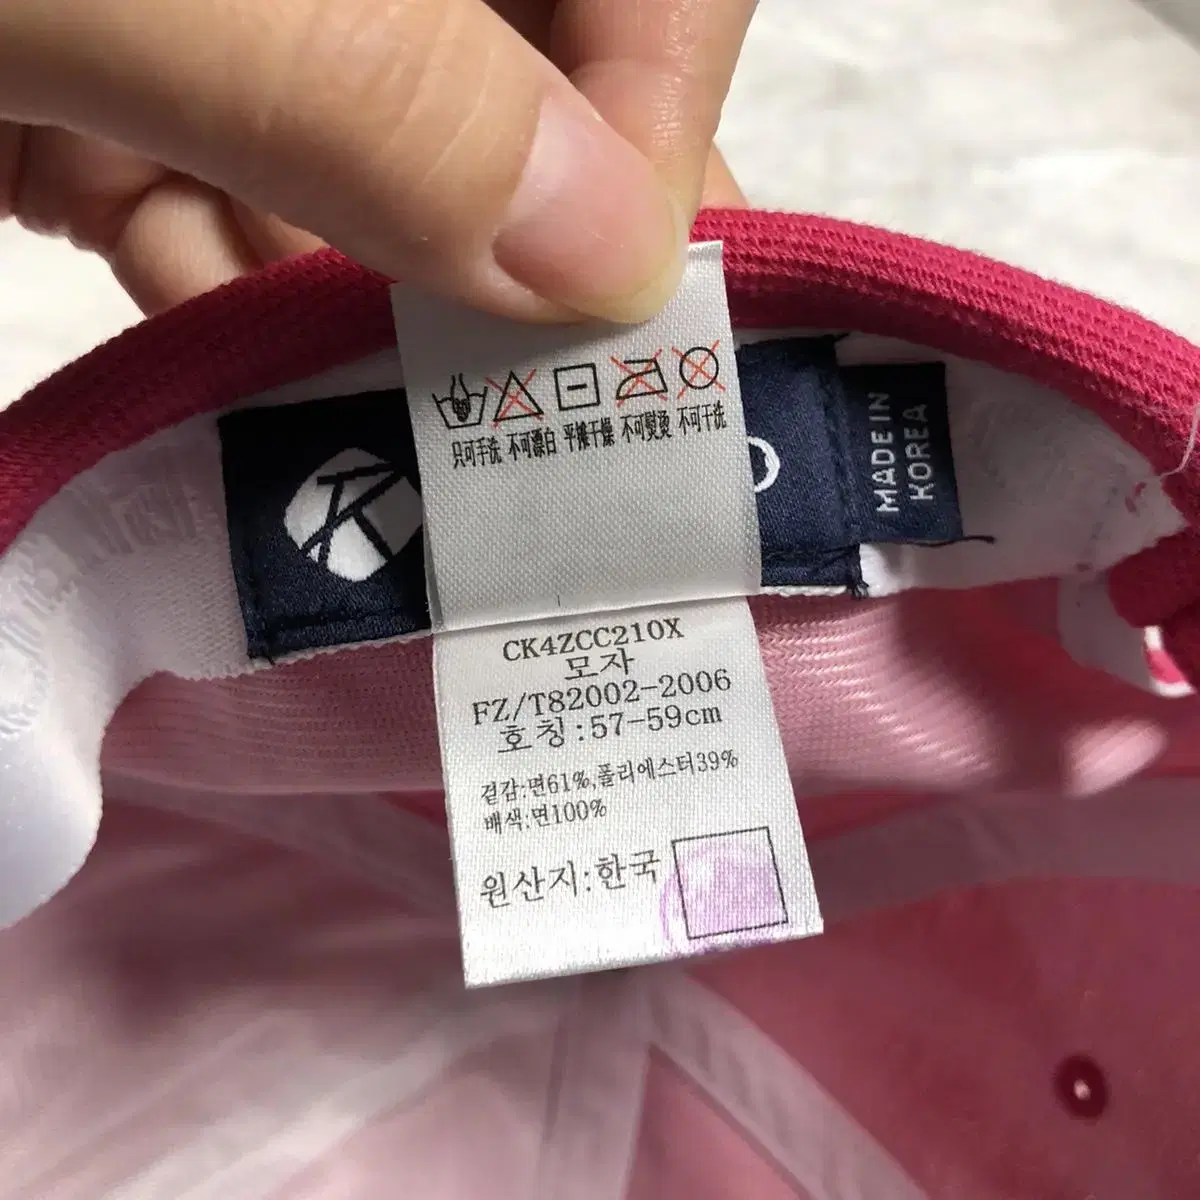 只可手洗 不可漂白 平摊干燥 不可熨烫 不可干洗
MADE IN
KOREA
CK4ZCC210X
모자
FZ/T82002-2006
호칭:57-59cm
겉감:면61%,폴리에스터39%
배색:면100%
원산지:한국